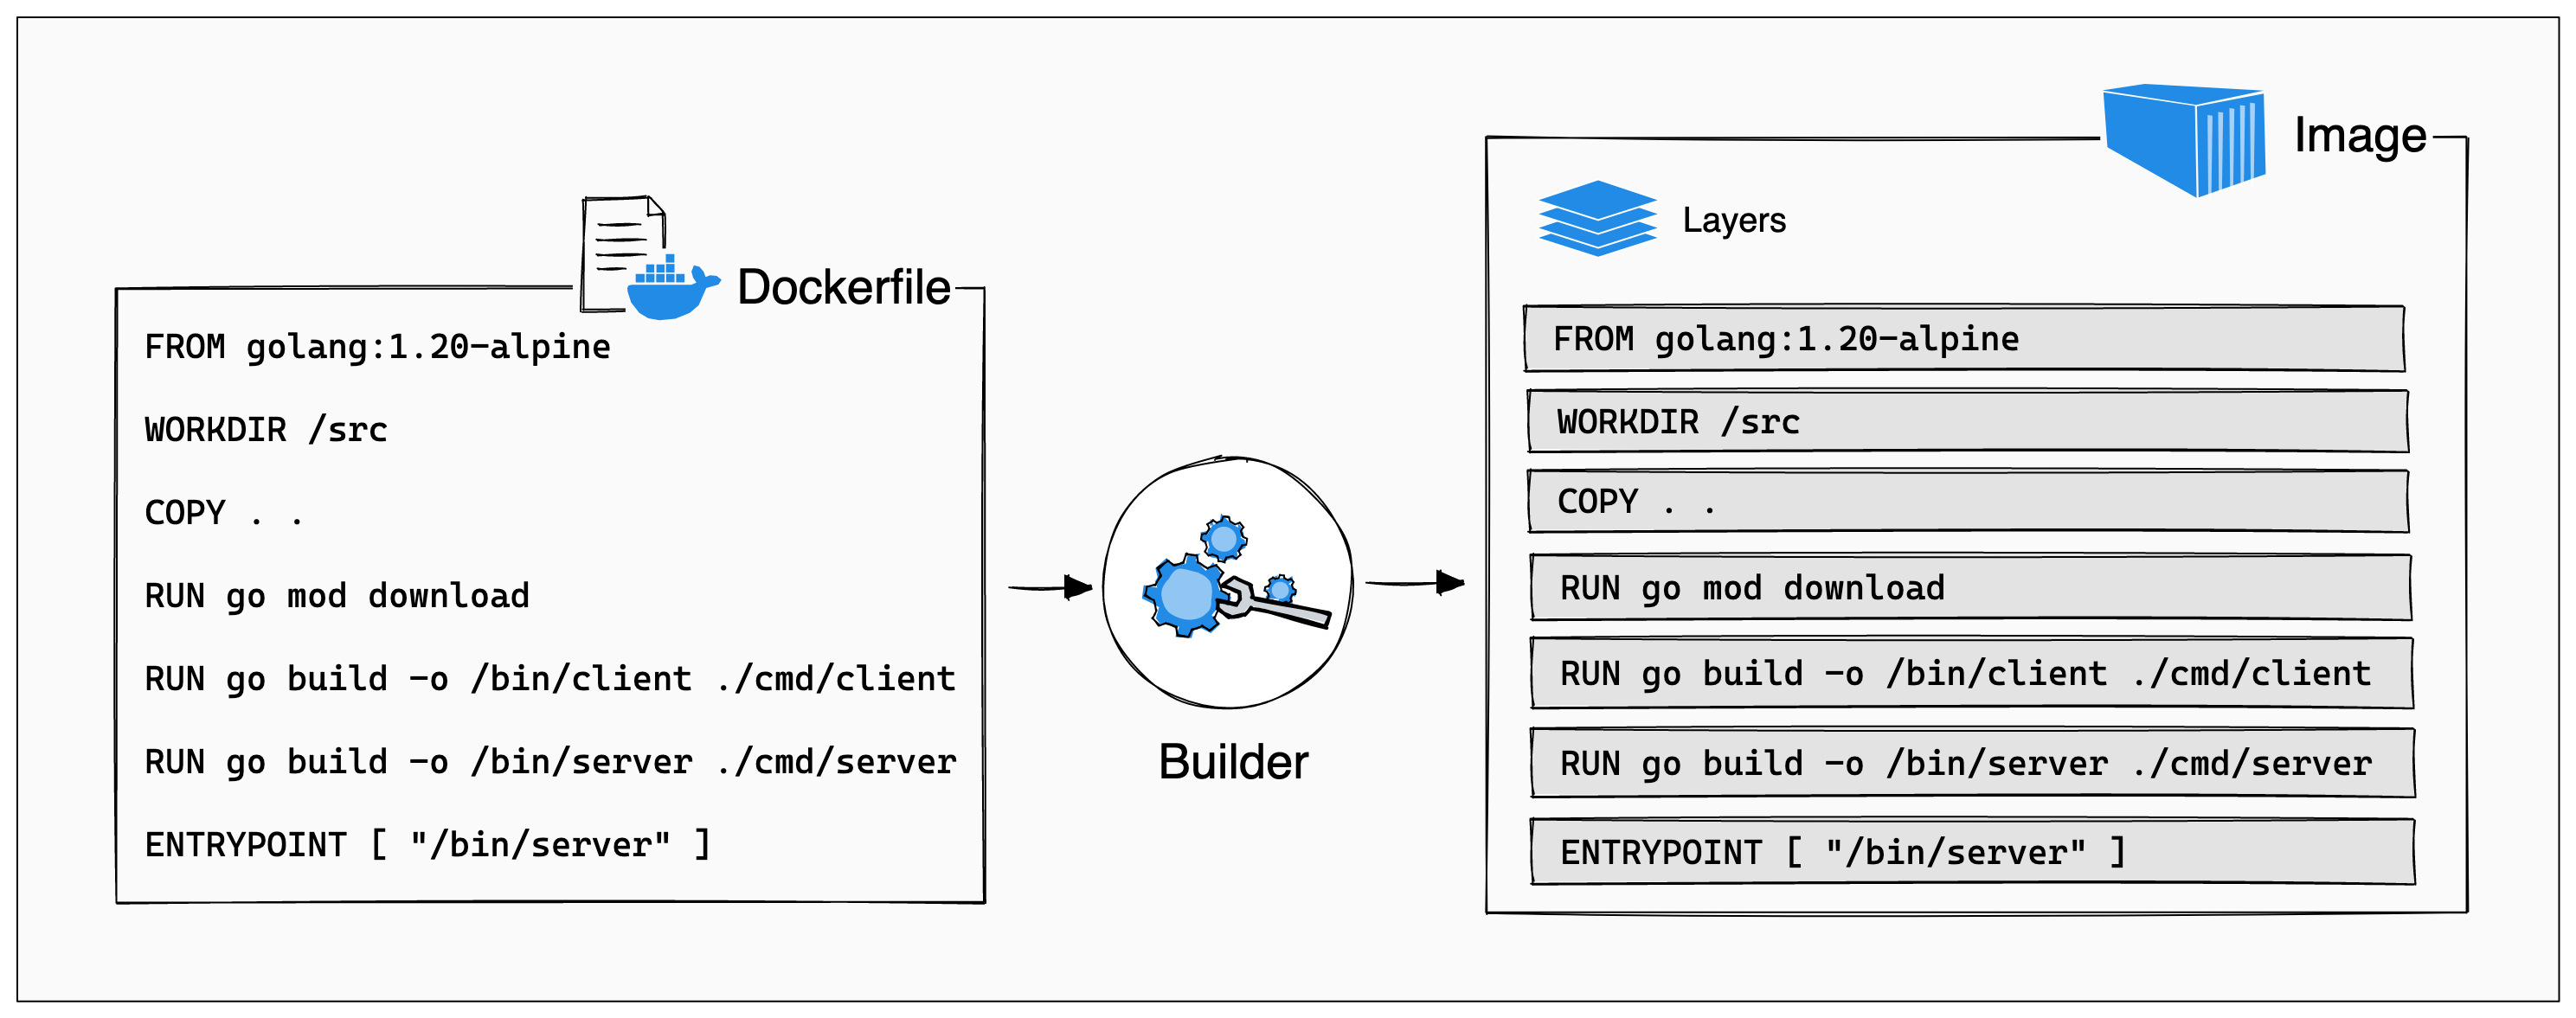 Dockerfile
FROM golang:1.20-alpine
WORKDIR /src
COPY . .
RUN go mod download
RUN go build -o /bin/client ./cmd/client
RUN go build -o /bin/server ./cmd/server
ENTRYPOINT [ "/bin/server" ]
Builder
Image
Layers
FROM golang:1.20-alpine
WORKDIR /src
COPY . .
RUN go mod download
RUN go build -o /bin/client ./cmd/client
RUN go build -o /bin/server ./cmd/server
ENTRYPOINT [ "/bin/server" ]